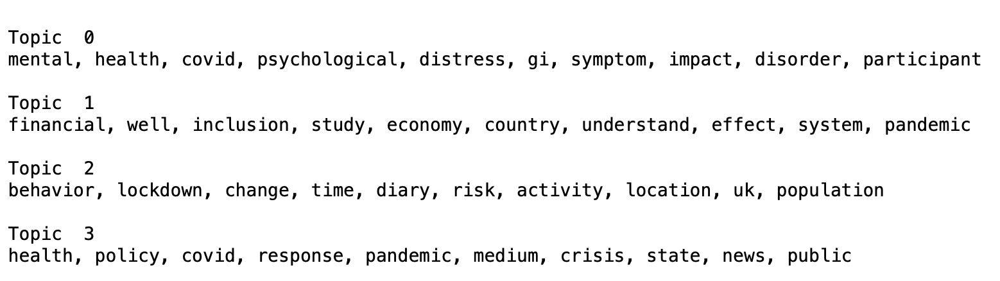 Topic  0
mental, health, covid, psychological, distress, gi, symptom, impact, disorder, participant
Topic  1
financial, well, inclusion, study, economy, country, understand, effect, system, pandemic
Topic  2
behavior, lockdown, change, time, diary, risk, activity, location, uk, population
Topic  3
health, policy, covid, response, pandemic, medium, crisis, state, news, public